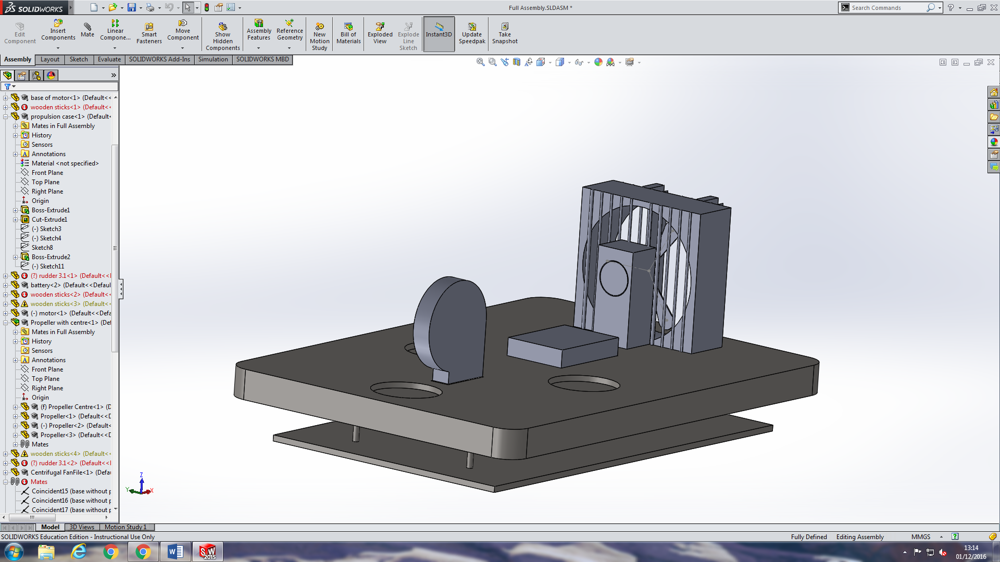 SOLIDWORKS
Full Assembly.SLDASM *
Search Commands
Edit Component
Insert Components
Mate
Linear Compone...
Smart Fasteners
Move Component
Show Hidden Components
Assembly Features
Reference Geometry
New Motion Study
Bill of Materials
Exploded View
Explode Line Sketch
Instant3D
Update Speedpak
Take Snapshot
Assembly Layout Sketch Evaluate SOLIDWORKS Add-Ins Simulation SOLIDWORKS MBD
base of motor<1> (Default<<
wooden sticks<1> (Default<<
propulsion case<1> (Default<
Mates in Full Assembly
History
Sensors
Annotations
Material <not specified>
Front Plane
Top Plane
Right Plane
Origin
Boss-Extrude1
Cut-Extrude1
(-) Sketch3
(-) Sketch4
Sketch8
Boss-Extrude2
(-) Sketch11
(?) rudder 3.1<1> (Default<<
battery<2> (Default<<Defaul
wooden sticks<2> (Default<<
wooden sticks<3> (Default<<
(-) motor<1> (Default<<Defa
Propeller with centre<1> (Def
Mates in Full Assembly
History
Sensors
Annotations
Front Plane
Top Plane
Right Plane
Origin
(f) Propeller Centre<1> (D
Propeller<1> (Default<<D
(-) Propeller<2> (Default<
Propeller<3> (Default<<D
Mates
wooden sticks<4> (Default<<
(?) rudder 3.1<2> (Default<<
Centrifugal FanFile<1> (Defau
Mates
Coincident15 (base without p
Coincident16 (base without p
Coincident17 (base without p
Z
Y
X
Model 3D Views Motion Study 1
SOLIDWORKS Education Edition - Instructional Use Only
Fully Defined Editing Assembly MMGS
13:14
01/12/2016
SW
2015